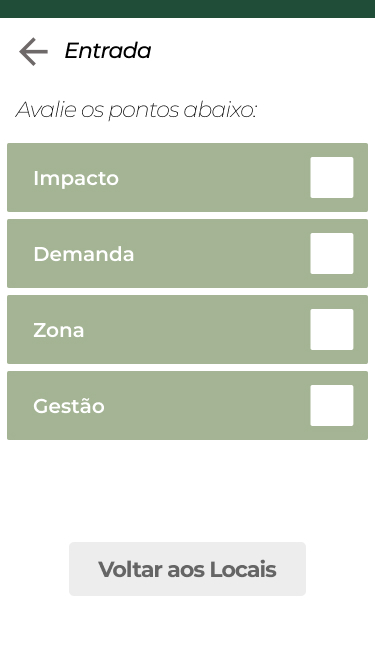 Entrada
Avalie os pontos abaixo:
Impacto
Demanda
Zona
Gestão
Voltar aos Locais